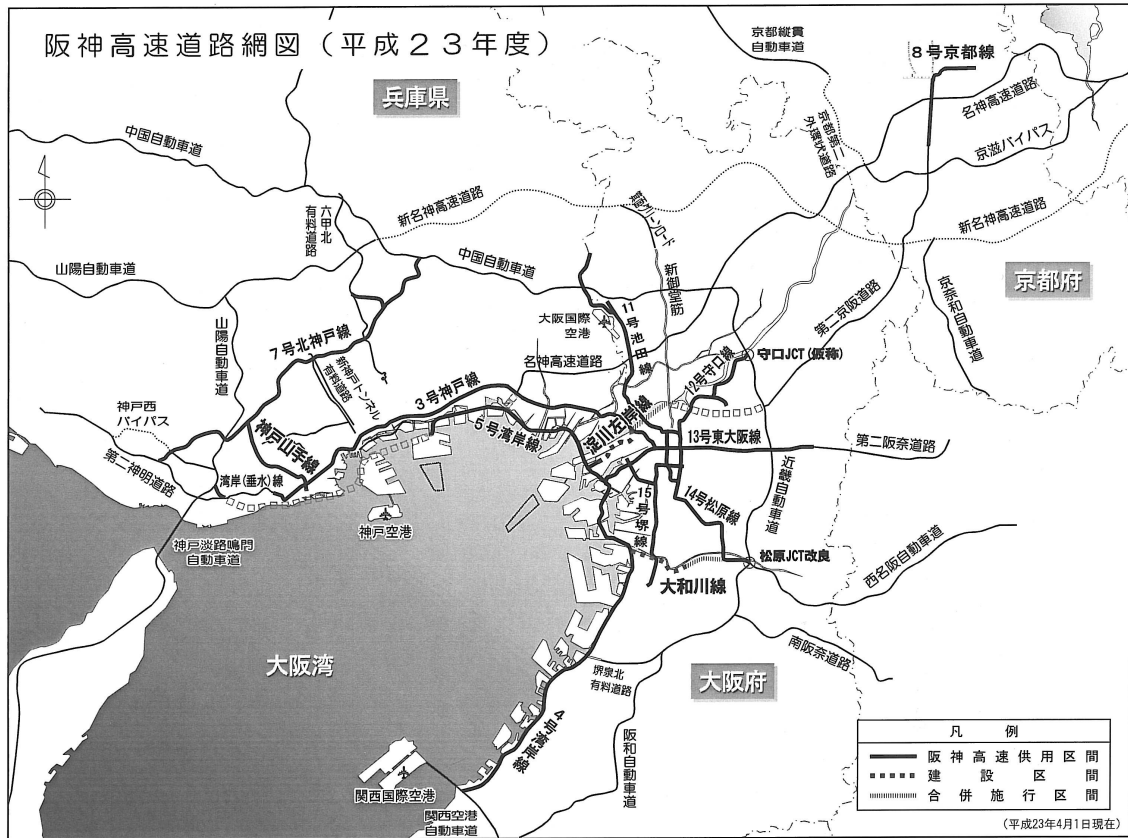 阪神高速道路網図（平成２３年度）
兵庫県
京都縦貫
自動車道
８号京都線
名神高速道路
京滋バイパス
京都第二
外環状道路
中国自動車道
六甲北
有料道路
新名神高速道路
箕面グリーンロード
新名神高速道路
山陽自動車道
中国自動車道
新御堂筋
京都府
京奈和自動車道
第二京阪道路
山陽自動車道
７号北神戸線
大阪国際
空港
11号池田線
名神高速道路
12号守口線
守口JCT(仮称)
新神戸トンネル
有料道路
３号神戸線
５号湾岸線
淀川左岸線
13号東大阪線
第二阪奈道路
神戸西
バイパス
神戸山手線
第二神明道路
湾岸(垂水)線
神戸空港
15号堺線
14号松原線
近畿自動車道
神戸淡路鳴門
自動車道
松原JCT改良
西名阪自動車道
大和川線
大阪湾
南阪奈道路
堺泉北
有料道路
大阪府
４号湾岸線
阪和自動車道
関西国際空港
関西空港
自動車道
凡例
阪神高速供用区間
建設区間
合併施行区間
(平成23年4月1日現在)